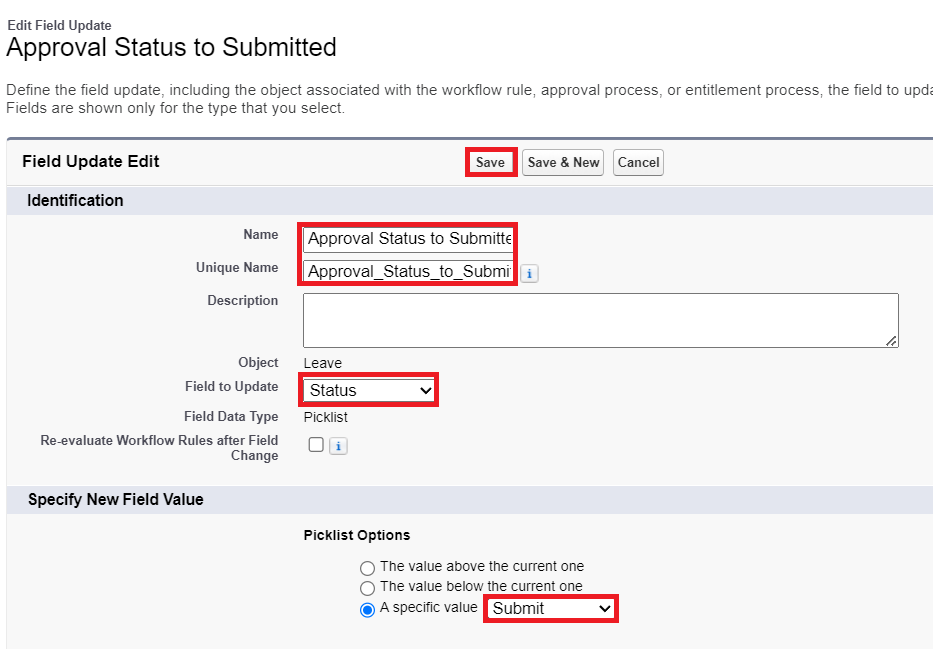 Edit Field Update
Approval Status to Submitted
Define the field update, including the object associated with the workflow rule, approval process, or entitlement process, the field to
Fields are shown only for the type that you select.
Field Update Edit Save Save & New Cancel
Identification
Name Approval Status to Submitte
Unique Name Approval_Status_to_Submi i
Description
Object Leave
Field to Update Status
Field Data Type Picklist
Re-evaluate Workflow Rules after Field
Change i
Specify New Field Value
Picklist Options
The value above the current one
The value below the current one
A specific value Submit